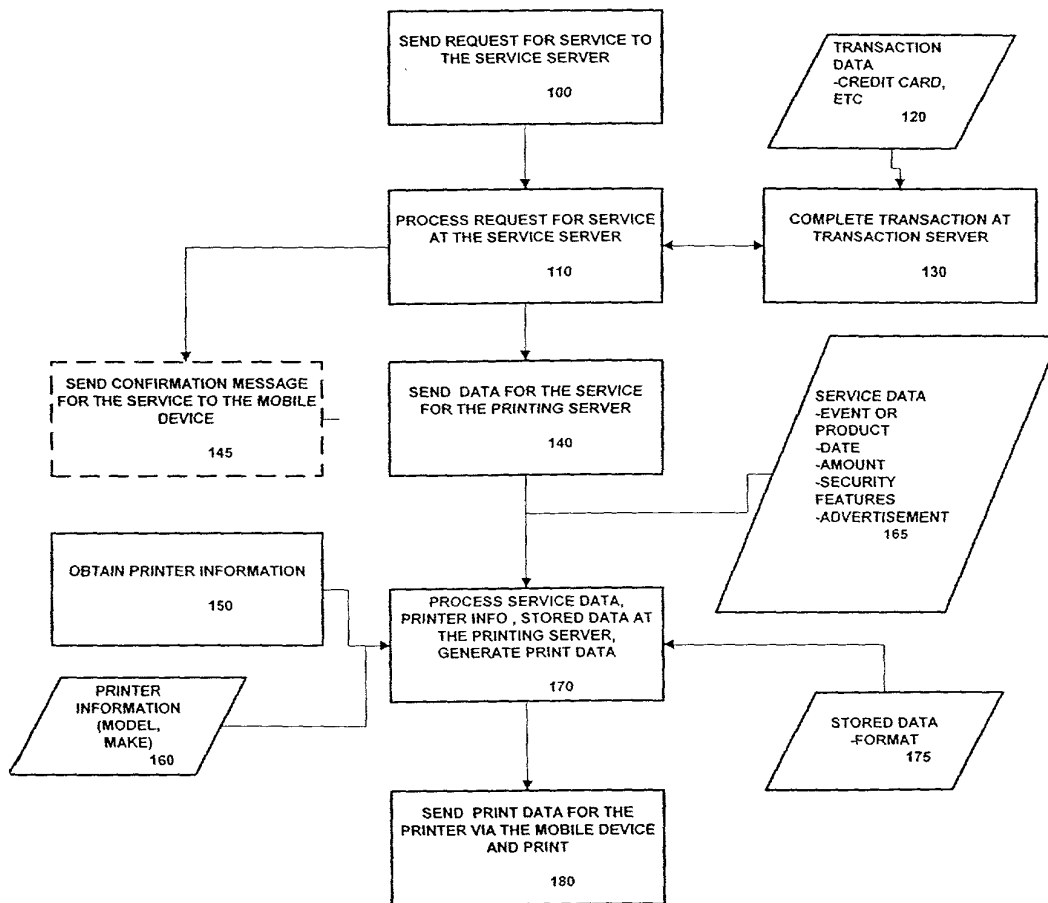 SEND REQUEST FOR SERVICE TO
THE SERVICE SERVER
100
TRANSACTION
DATA
-CREDIT CARD,
ETC
120
PROCESS REQUEST FOR SERVICE
AT THE SERVICE SERVER
110
COMPLETE TRANSACTION AT
TRANSACTION SERVER
130
SEND CONFIRMATION MESSAGE
FOR THE SERVICE TO THE MOBILE
DEVICE
145
SEND DATA FOR THE SERVICE
FOR THE PRINTING SERVER
140
SERVICE DATA
-EVENT OR
PRODUCT
-DATE
-AMOUNT
-SECURITY
FEATURES
-ADVERTISEMENT
165
OBTAIN PRINTER INFORMATION
150
PROCESS SERVICE DATA,
PRINTER INFO , STORED DATA AT
THE PRINTING SERVER,
GENERATE PRINT DATA
170
PRINTER
INFORMATION
(MODEL,
MAKE)
160
STORED DATA
-FORMAT
175
SEND PRINT DATA FOR THE
PRINTER VIA THE MOBILE DEVICE
AND PRINT
180